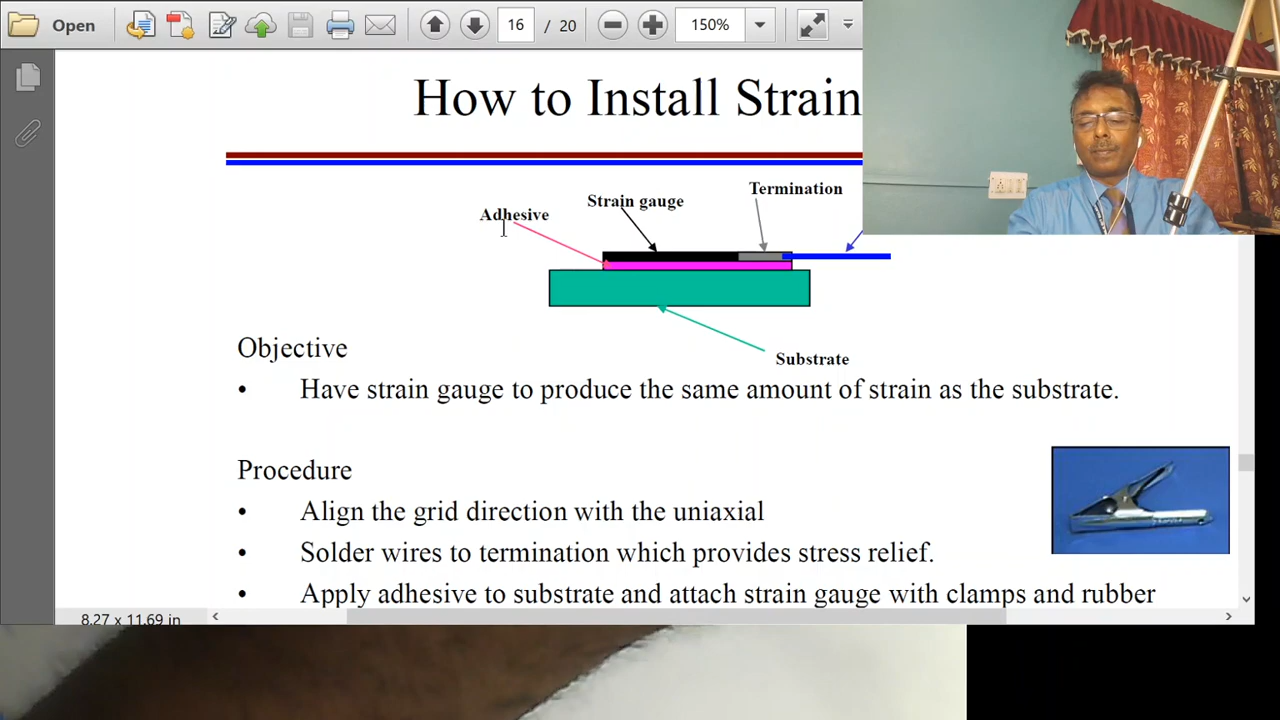 Open
16
/ 20
150%
How to Install Strain
Termination
Strain gauge
Adhesive
Substrate
Objective
• Have strain gauge to produce the same amount of strain as the substrate.
Procedure
• Align the grid direction with the uniaxial
• Solder wires to termination which provides stress relief.
• Apply adhesive to substrate and attach strain gauge with clamps and rubber
8.27 x 11.69 in